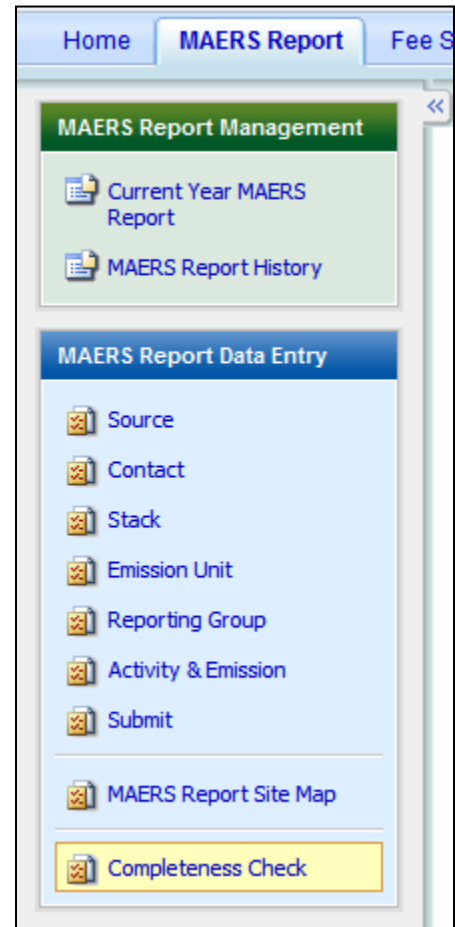 Home MAERS Report Fee S
«
MAERS Report Management
Current Year MAERS
Report
MAERS Report History
MAERS Report Data Entry
Source
Contact
Stack
Emission Unit
Reporting Group
Activity & Emission
Submit
MAERS Report Site Map
Completeness Check